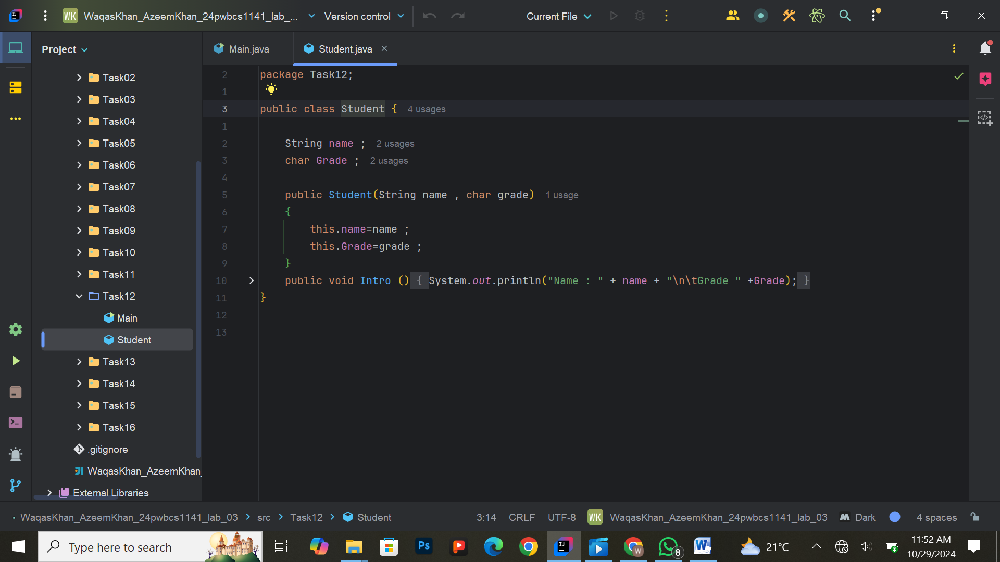 WK WaqasKhan_AzeemKhan_24pwbcs1141_lab_... Version control Current File
Project
Main.java Student.java
Task02
Task03
Task04
Task05
Task06
Task07
Task08
Task09
Task10
Task11
Task12
Main
Student
Task13
Task14
Task15
Task16
.gitignore
WaqasKhan_AzeemKhan_
External Libraries
2 package Task12;
1
3 public class Student { 4 usages
1
2 String name ; 2 usages
3 char Grade ; 2 usages
4
5 public Student(String name , char grade) 1 usage
6 {
7 this.name=name ;
8 this.Grade=grade ;
9 }
10 public void Intro () { System.out.println("Name : " + name + "\n\tGrade " +Grade); }
11 }
12
13
WaqasKhan_AzeemKhan_24pwbcs1141_lab_03 src Task12 Student 3:14 CRLF UTF-8 WK WaqasKhan_AzeemKhan_24pwbcs1141_lab_03 Dark 4 spaces
Type here to search Ps IJ W 8 W 21°C 11:52 AM
10/29/2024